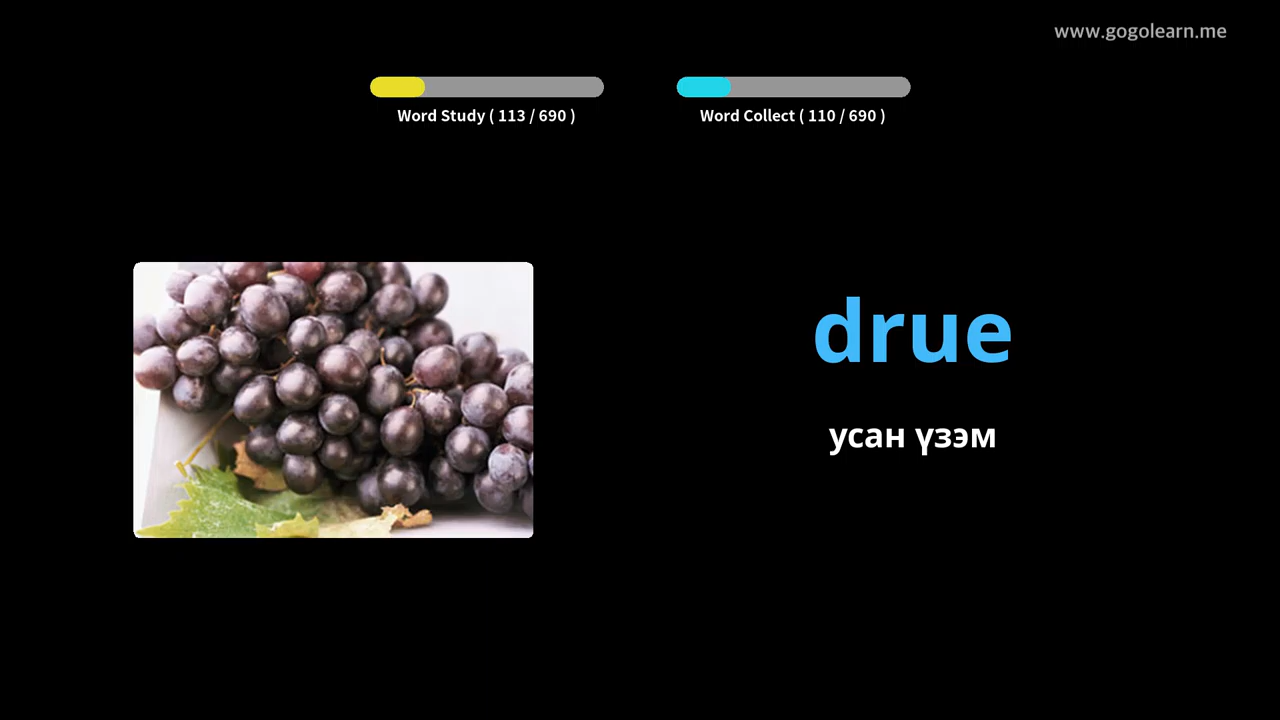 www.gogolearn.me
Word Study ( 113 / 690 )
Word Collect ( 110 / 690 )
drue
усан үзэм